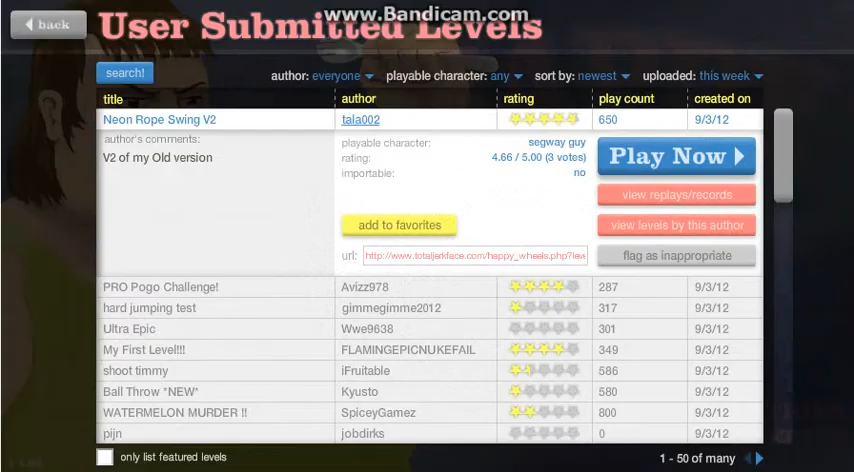 www.Bandicam.com
back
User Submitted Levels
search!
author: everyone playable character: any sort by: newest uploaded: this week
title author rating play count created on
Neon Rope Swing V2 tala002 650 9/3/12
author's comments:
V2 of my Old version
playable character: segway guy
rating: 4.66 / 5.00 (3 votes)
importable: no
add to favorites
url: http://www.totaljerkface.com/happy_wheels.php?lev
Play Now
view replays/records
view levels by this author
flag as inappropriate
PRO Pogo Challenge! Avizz978 287 9/3/12
hard jumping test gimmegimme2012 317 9/3/12
Ultra Epic Wwe9638 301 9/3/12
My First Level!!! FLAMINGEPICNUKEFAIL 349 9/3/12
shoot timmy iFruitable 586 9/3/12
Ball Throw *NEW* Kyusto 580 9/3/12
WATERMELON MURDER !! SpiceyGamez 800 9/3/12
pijn jobdirks 0 9/3/12
only list featured levels
1 - 50 of many